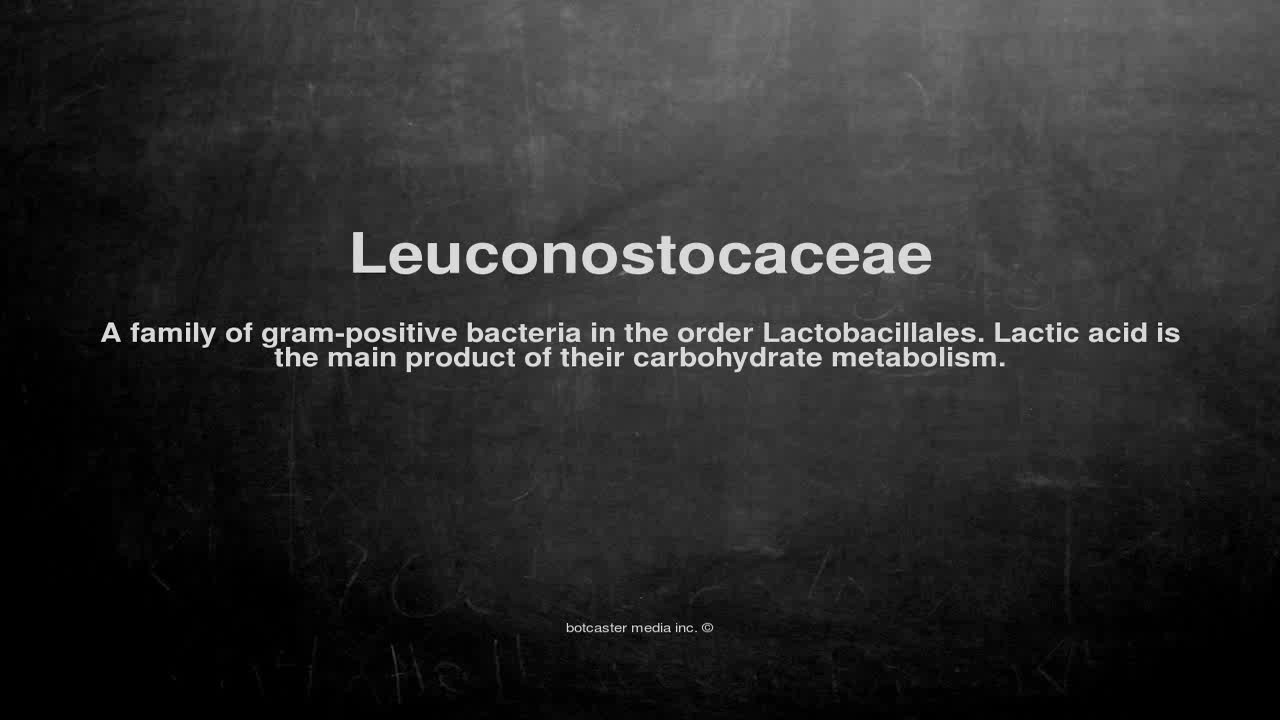 Leuconostocaceae
A family of gram-positive bacteria in the order Lactobacillales. Lactic acid is
the main product of their carbohydrate metabolism.
botcaster media inc. ©